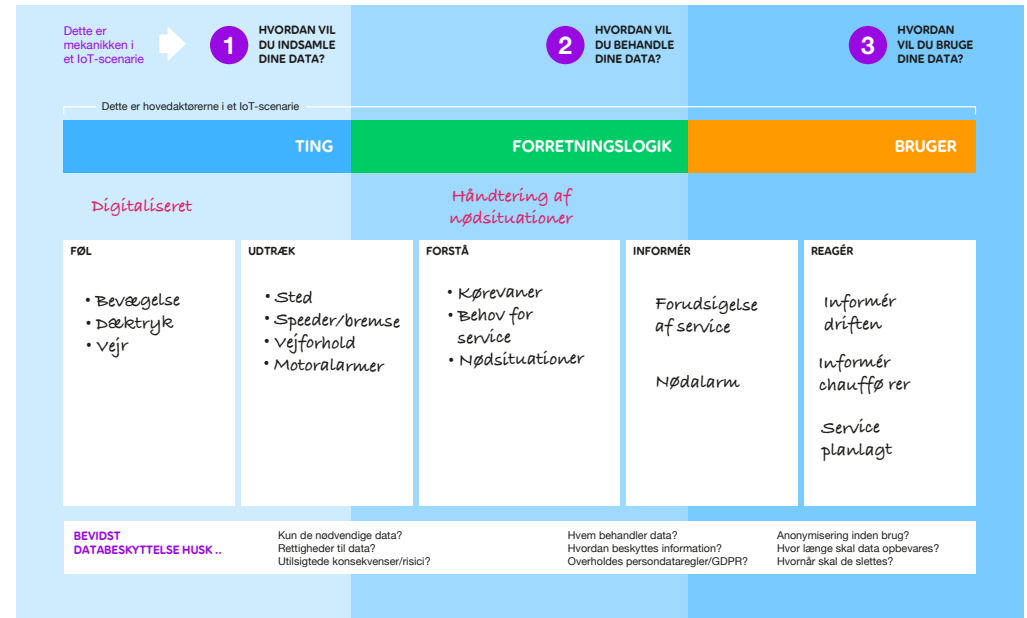 Dette er
mekanikken i
et IoT-scenarie
1
HVORDAN VIL
DU INDSAMLE
DINE DATA?
2
HVORDAN VIL
DU BEHANDLE
DINE DATA?
3
HVORDAN
VIL DU BRUGE
DINE DATA?
Dette er hovedaktørerne i et IoT-scenarie
TING
FORRETNINGSLOGIK
BRUGER
Digitaliseret
Håndtering af
nødsituationer
FØL
• Bevægelse
• Dæktryk
• Vejr
UDTRÆK
• Sted
• Speeder/bremse
• Vejforhold
• Motoralarmer
FORSTÅ
• Kørevaner
• Behov for
service
• Nødsituationer
INFORMÉR
Forudsigelse
af service
Nødalarm
REAGÉR
Informér
driften
Informér
chauffø rer
Service
planlagt
BEVIDST
DATABESKYTTELSE HUSK ..
Kun de nødvendige data?
Rettigheder til data?
Utilsigtede konsekvenser/risici?
Hvem behandler data?
Hvordan beskyttes information?
Overholdes persondataregler/GDPR?
Anonymisering inden brug?
Hvor længe skal data opbevares?
Hvornår skal de slettes?